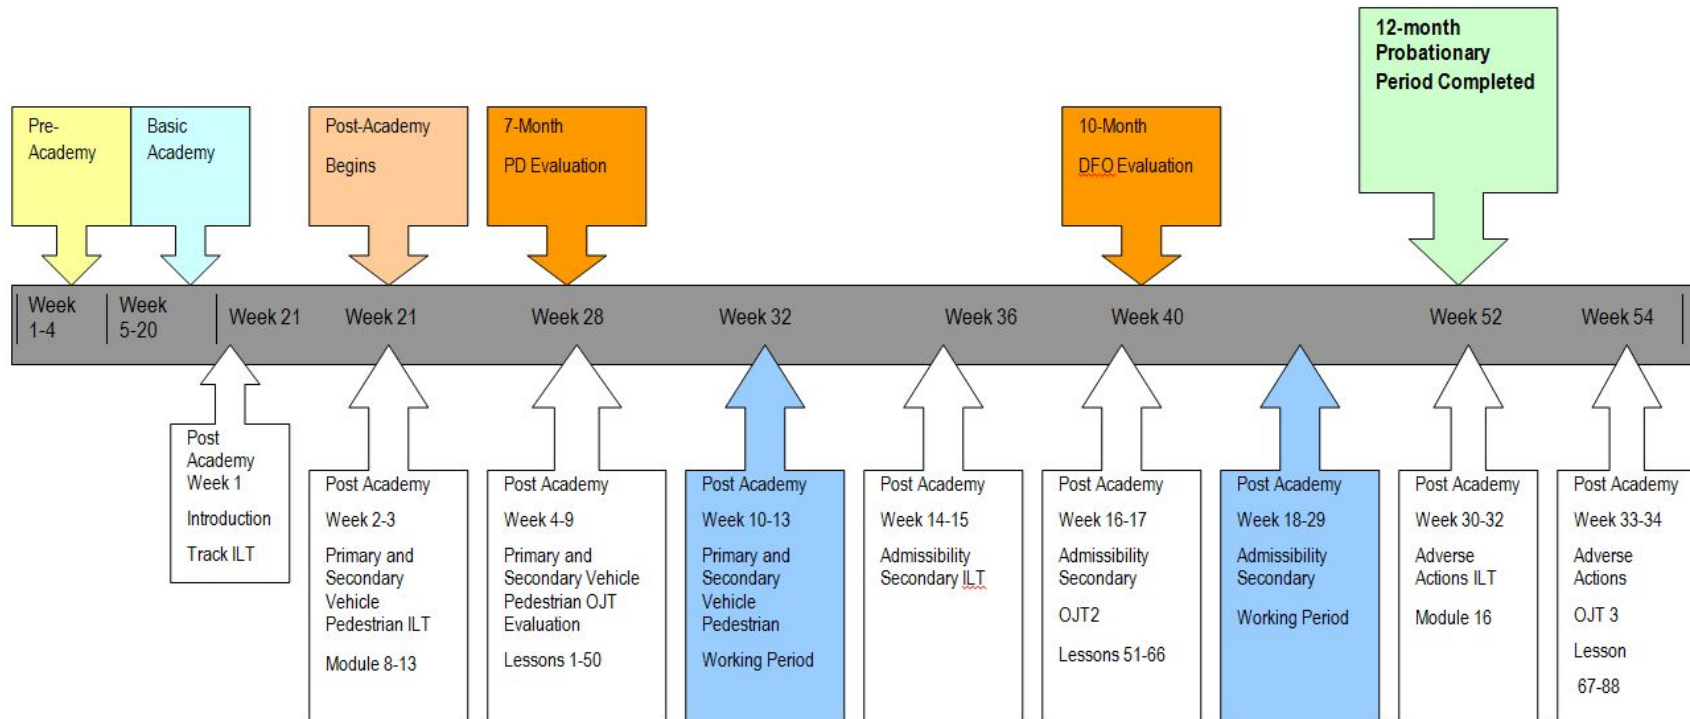 12-month
Probationary
Period Completed
Pre-
Academy
Basic
Academy
Post-Academy
Begins
7-Month
PD Evaluation
10-Month
DFO Evaluation
Week
1-4
Week
5-20
Week 21
Week 21
Week 28
Week 32
Week 36
Week 40
Week 52
Week 54
Post
Academy
Week 1
Introduction
Track ILT
Post Academy
Week 2-3
Primary and
Secondary
Vehicle
Pedestrian ILT
Module 8-13
Post Academy
Week 4-9
Primary and
Secondary Vehicle
Pedestrian OJT
Evaluation
Lessons 1-50
Post Academy
Week 10-13
Primary and
Secondary
Vehicle
Pedestrian
Working Period
Post Academy
Week 14-15
Admissibility
Secondary ILT
Post Academy
Week 16-17
Admissibility
Secondary
OJT2
Lessons 51-66
Post Academy
Week 18-29
Admissibility
Secondary
Working Period
Post Academy
Week 30-32
Adverse
Actions ILT
Module 16
Post Academy
Week 33-34
Adverse
Actions
OJT 3
Lesson
67-88